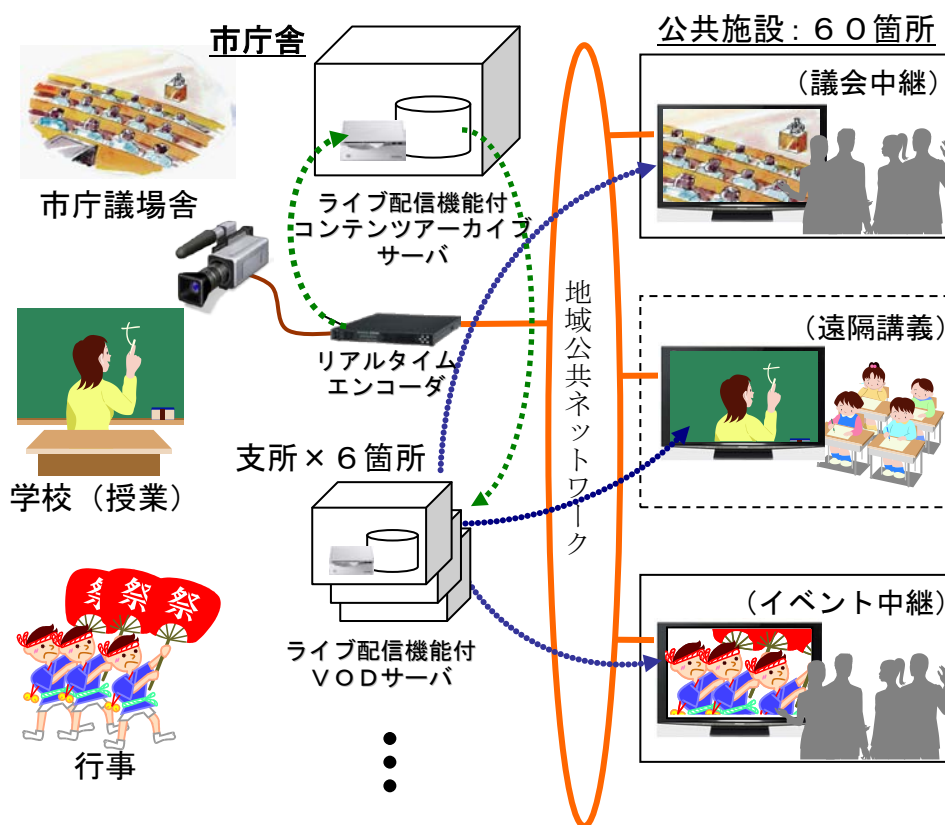 市庁舎
公共施設：６０箇所
（議会中継）
市庁議場舎
ライブ配信機能付
コンテンツアーカイブ
サーバ
地域公共ネットワーク
（遠隔講義）
リアルタイム
エンコーダ
支所×６箇所
学校（授業）
ライブ配信機能付
ＶＯＤサーバ
（イベント中継）
祭 祭 祭
行事